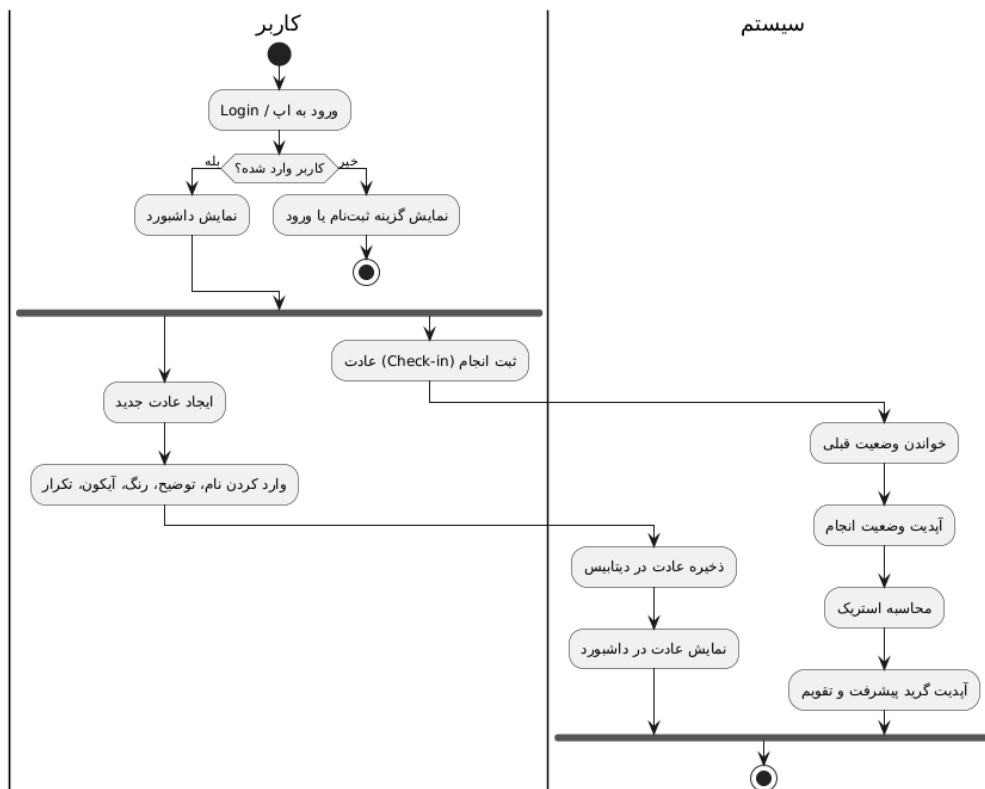 کاربر
سیستم
ورود به اپ / Login
کاربر وارد شده؟
بله
خیر
نمایش داشبورد
نمایش گزینه ثبت‌نام یا ورود
ثبت انجام (Check-in) عادت
ایجاد عادت جدید
خواندن وضعیت قبلی
وارد کردن نام، توضیح، رنگ، آیکون، تکرار
آپدیت وضعیت انجام
ذخیره عادت در دیتابیس
محاسبه استریک
نمایش عادت در داشبورد
آپدیت گرید پیشرفت و تقویم